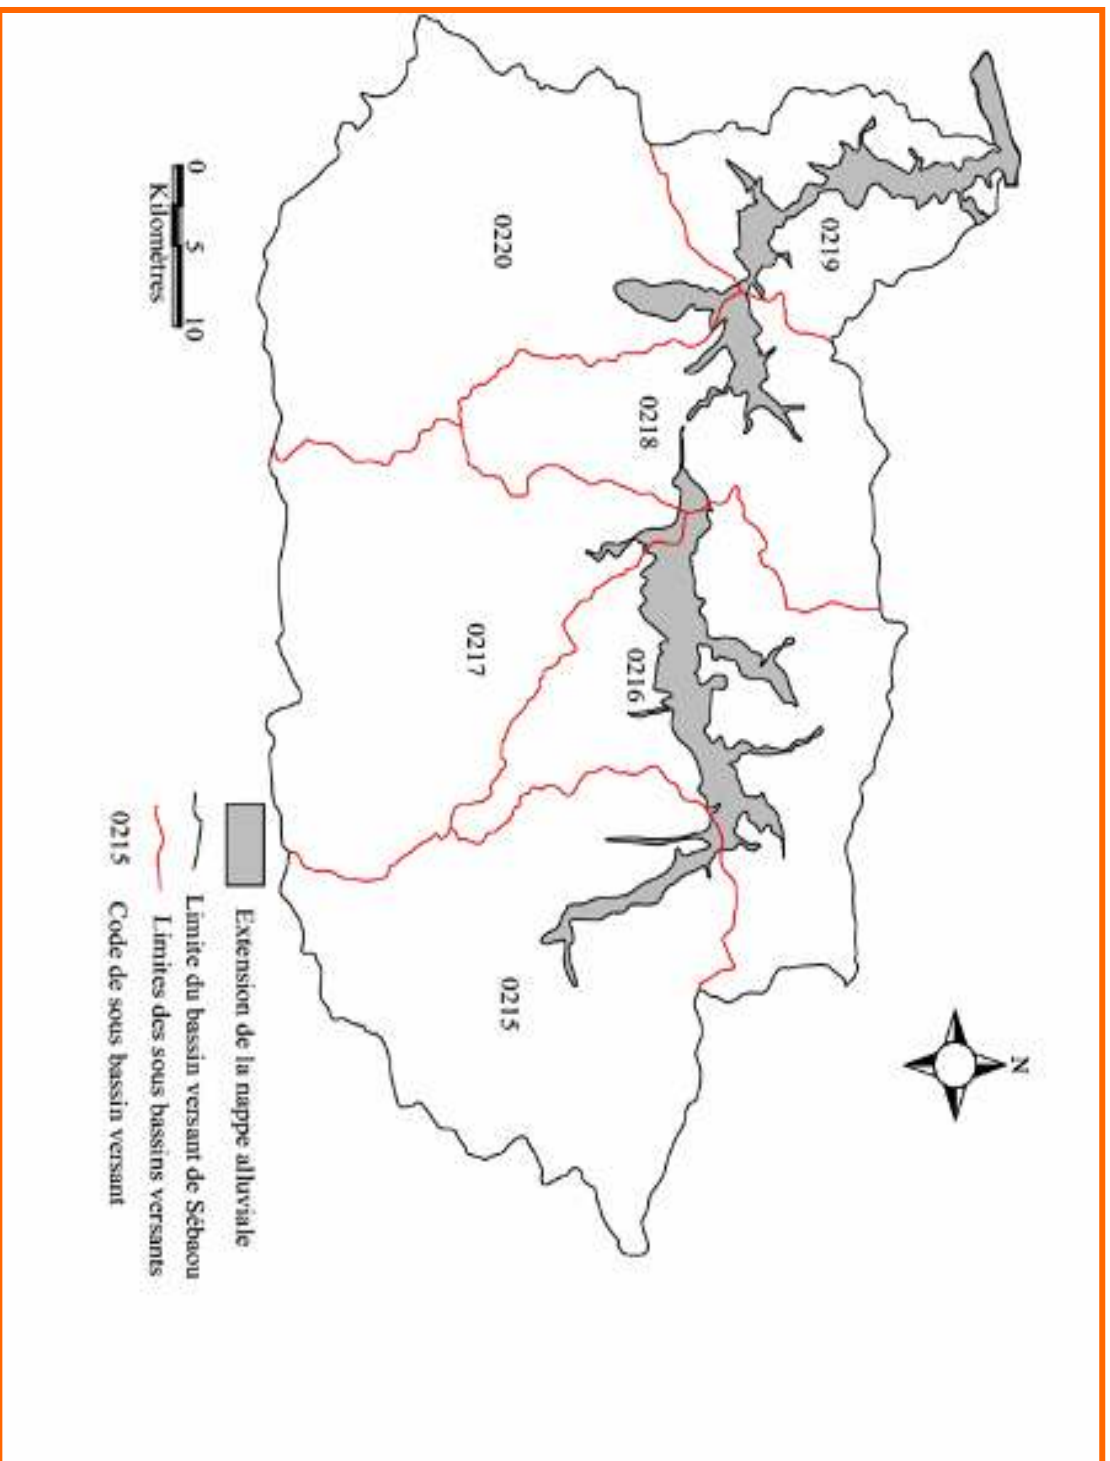 N
0219
0220
0218
0216
0217
0215
0 5 10
Kilomètres
Extension de la nappe alluviale
Limite du bassin versant de Sébaou
Limites des sous bassins versants
0215 Code de sous bassin versant